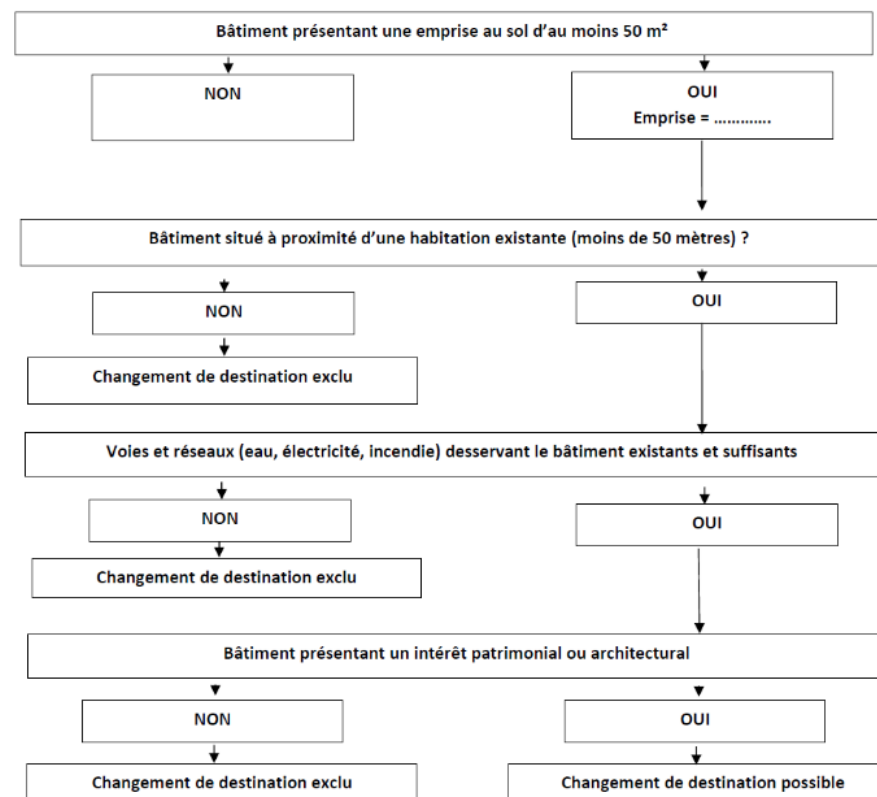 Bâtiment présentant une emprise au sol d’au moins 50 m²
NON
OUI
Emprise = .............
Bâtiment situé à proximité d’une habitation existante (moins de 50 mètres) ?
NON
OUI
Changement de destination exclu
Voies et réseaux (eau, électricité, incendie) desservant le bâtiment existants et suffisants
NON
OUI
Changement de destination exclu
Bâtiment présentant un intérêt patrimonial ou architectural
NON
OUI
Changement de destination exclu
Changement de destination possible